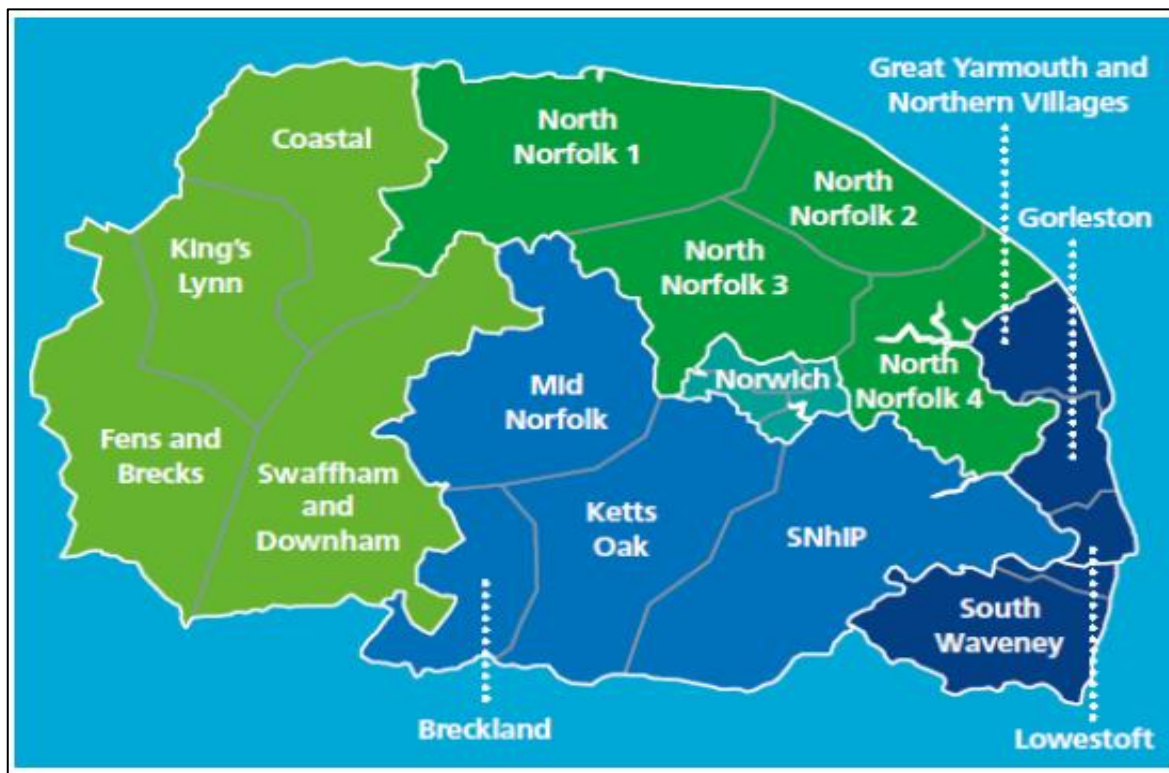 Great Yarmouth and
Northern Villages
Coastal
North
Norfolk 1
North
Norfolk 2
Gorleston
King's
Lynn
North
Norfolk 3
Mid
Norfolk
Norwich
North
Norfolk 4
Fens and
Brecks
Swaffham
and
Downham
Ketts
Oak
SNhIP
South
Waveney
Breckland
Lowestoft